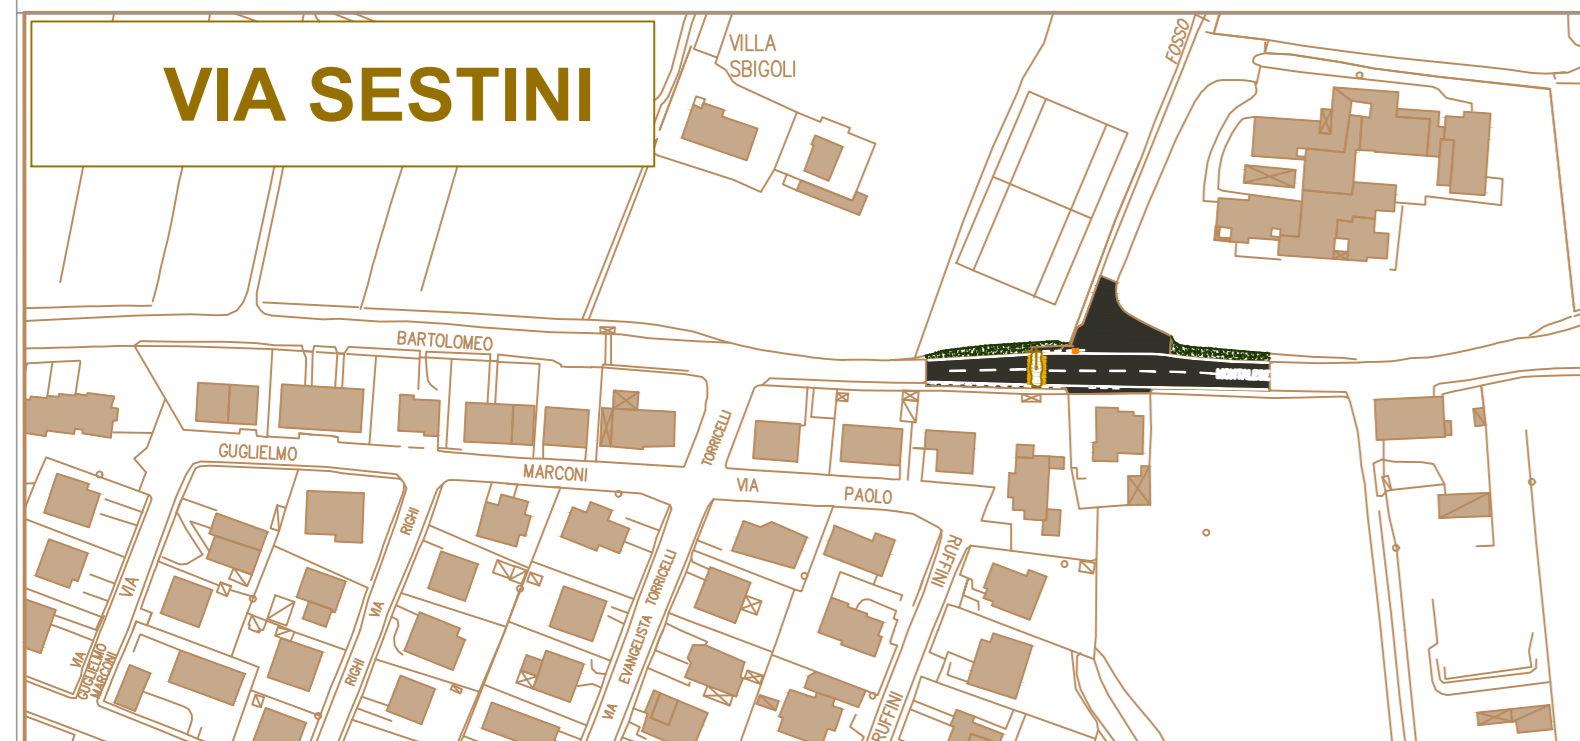 VIA SESTINI
VILLA
SBIGOLI
FOSSO
BARTOLOMEO
MONTALESE
TORRICELLI
GUGLIELMO
MARCONI
VIA
PAOLO
RIGHI
RUFFINI
VIA
VIA
TORRICELLI
EVANGELISTA
VIA
RIGHI
VIA
GUGLIELMO
MARCONI
RUFFINI